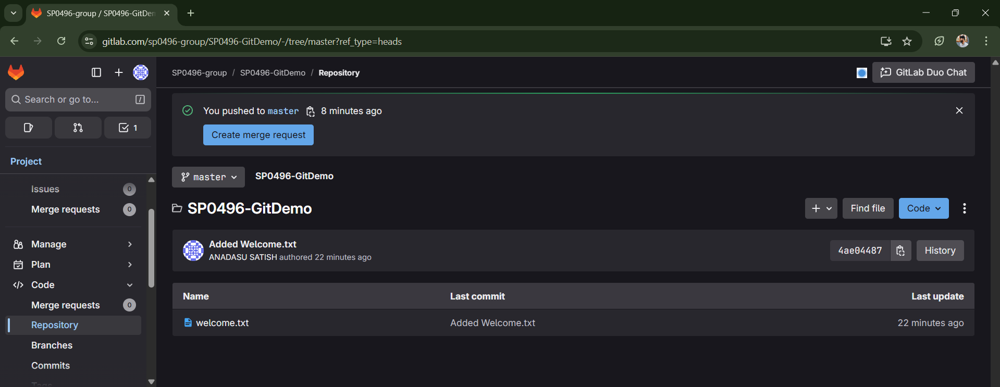 SP0496-group / SP0496-GitDem
gitlab.com/sp0496-group/SP0496-GitDemo/-/tree/master?ref_type=heads
SP0496-group / SP0496-GitDemo / Repository
GitLab Duo Chat
Search or go to...
/
1
Project
Issues 0
Merge requests 0
Manage
Plan
Code
Merge requests 0
Repository
Branches
Commits
Tags
You pushed to master 8 minutes ago
Create merge request
master
SP0496-GitDemo
SP0496-GitDemo
Find file
Code
Added Welcome.txt
ANADASU SATISH authored 22 minutes ago
4ae04487
History
Name Last commit Last update
welcome.txt Added Welcome.txt 22 minutes ago